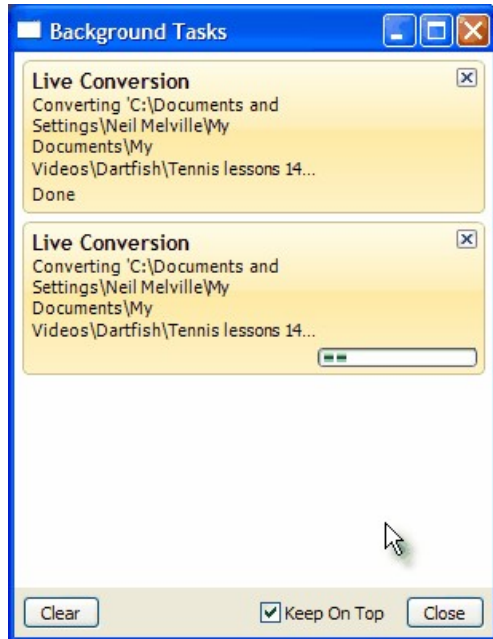 Background Tasks
Live Conversion
Converting 'C:\Documents and
Settings\Neil Melville\My
Documents\My
Videos\Dartfish\Tennis lessons 14...
Done
Live Conversion
Converting 'C:\Documents and
Settings\Neil Melville\My
Documents\My
Videos\Dartfish\Tennis lessons 14...
Clear Keep On Top Close